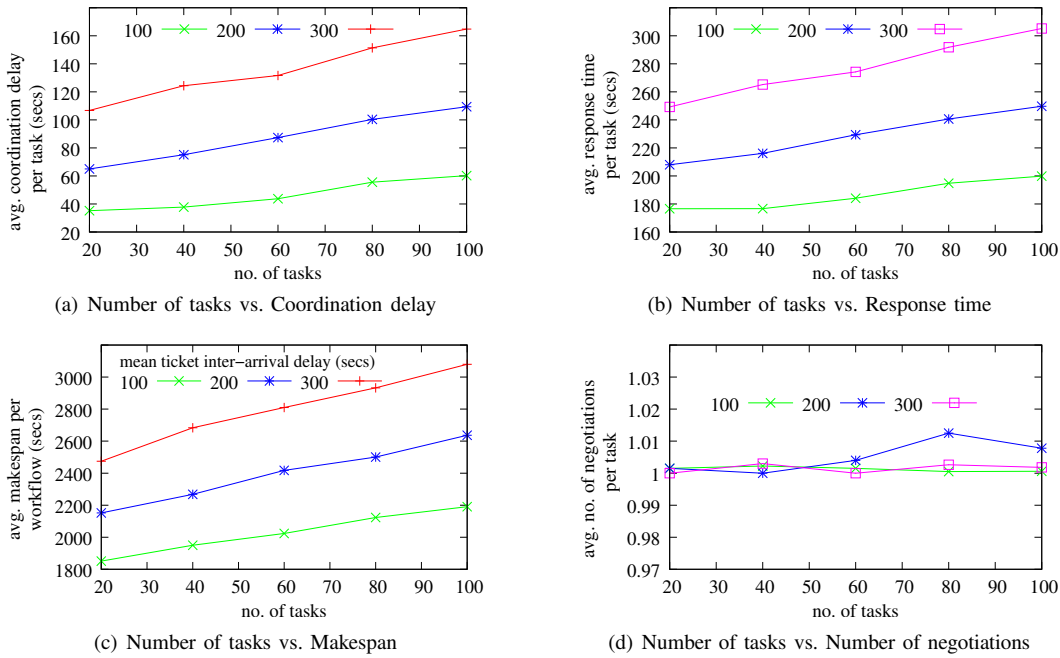 160
140
120
100
80
60
40
20
avg. coordination delay
per task (secs)
100 200 300
20 30 40 50 60 70 80 90 100
no. of tasks
(a) Number of tasks vs. Coordination delay
300
280
260
240
220
200
180
160
avg. response time
per task (secs)
100 200 300
20 30 40 50 60 70 80 90 100
no. of tasks
(b) Number of tasks vs. Response time
3000
2800
2600
2400
2200
2000
1800
avg. makespan per
workflow (secs)
mean ticket inter−arrival delay (secs)
100 200 300
20 30 40 50 60 70 80 90 100
no. of tasks
(c) Number of tasks vs. Makespan
1.03
1.02
1.01
1
0.99
0.98
0.97
avg. no. of negotiations
per task
100 200 300
20 30 40 50 60 70 80 90 100
no. of tasks
(d) Number of tasks vs. Number of negotiations